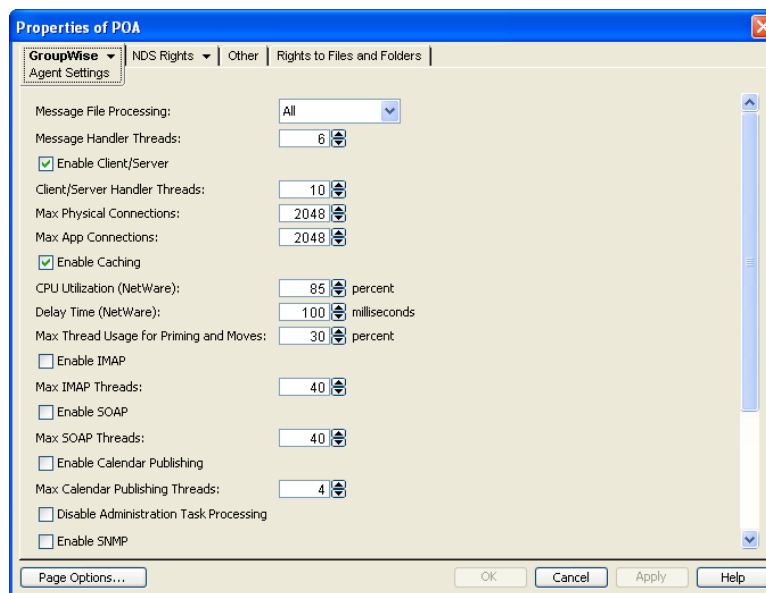 Properties of POA
GroupWise NDS Rights Other Rights to Files and Folders
Agent Settings
Message File Processing: All
Message Handler Threads: 6
Enable Client/Server
Client/Server Handler Threads: 10
Max Physical Connections: 2048
Max App Connections: 2048
Enable Caching
CPU Utilization (NetWare): 85 percent
Delay Time (NetWare): 100 milliseconds
Max Thread Usage for Priming and Moves: 30 percent
Enable IMAP
Max IMAP Threads: 40
Enable SOAP
Max SOAP Threads: 40
Enable Calendar Publishing
Max Calendar Publishing Threads: 4
Disable Administration Task Processing
Enable SNMP
Page Options... OK Cancel Apply Help